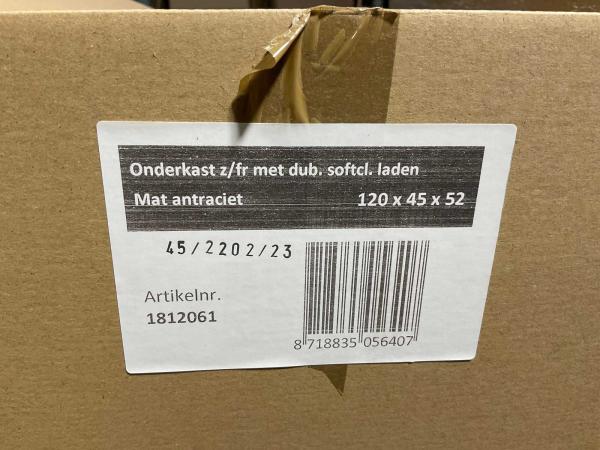 Onderkast z/fr met dub. softcl. laden
Mat antraciet 120 x 45 x 52
45/2202/23
Artikelnr.
1812061
8 718835 056407